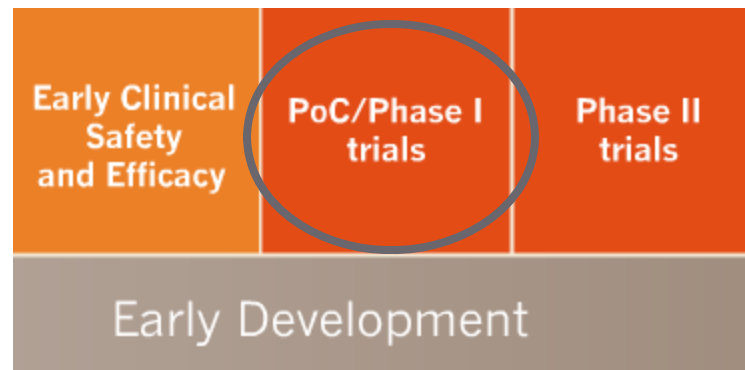 Early Clinical
Safety
and Efficacy
PoC/Phase I
trials
Phase II
trials
Early Development